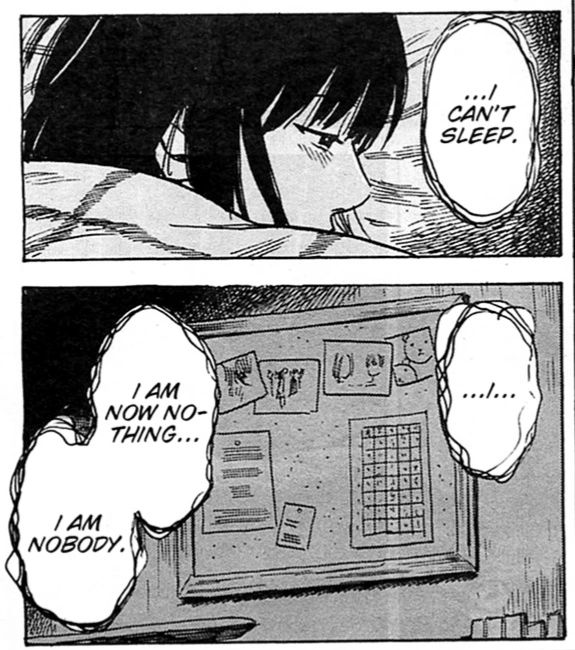 ...I
CAN'T
SLEEP.
...I...
I AM
NOW NO-
THING...
I AM
NOBODY.